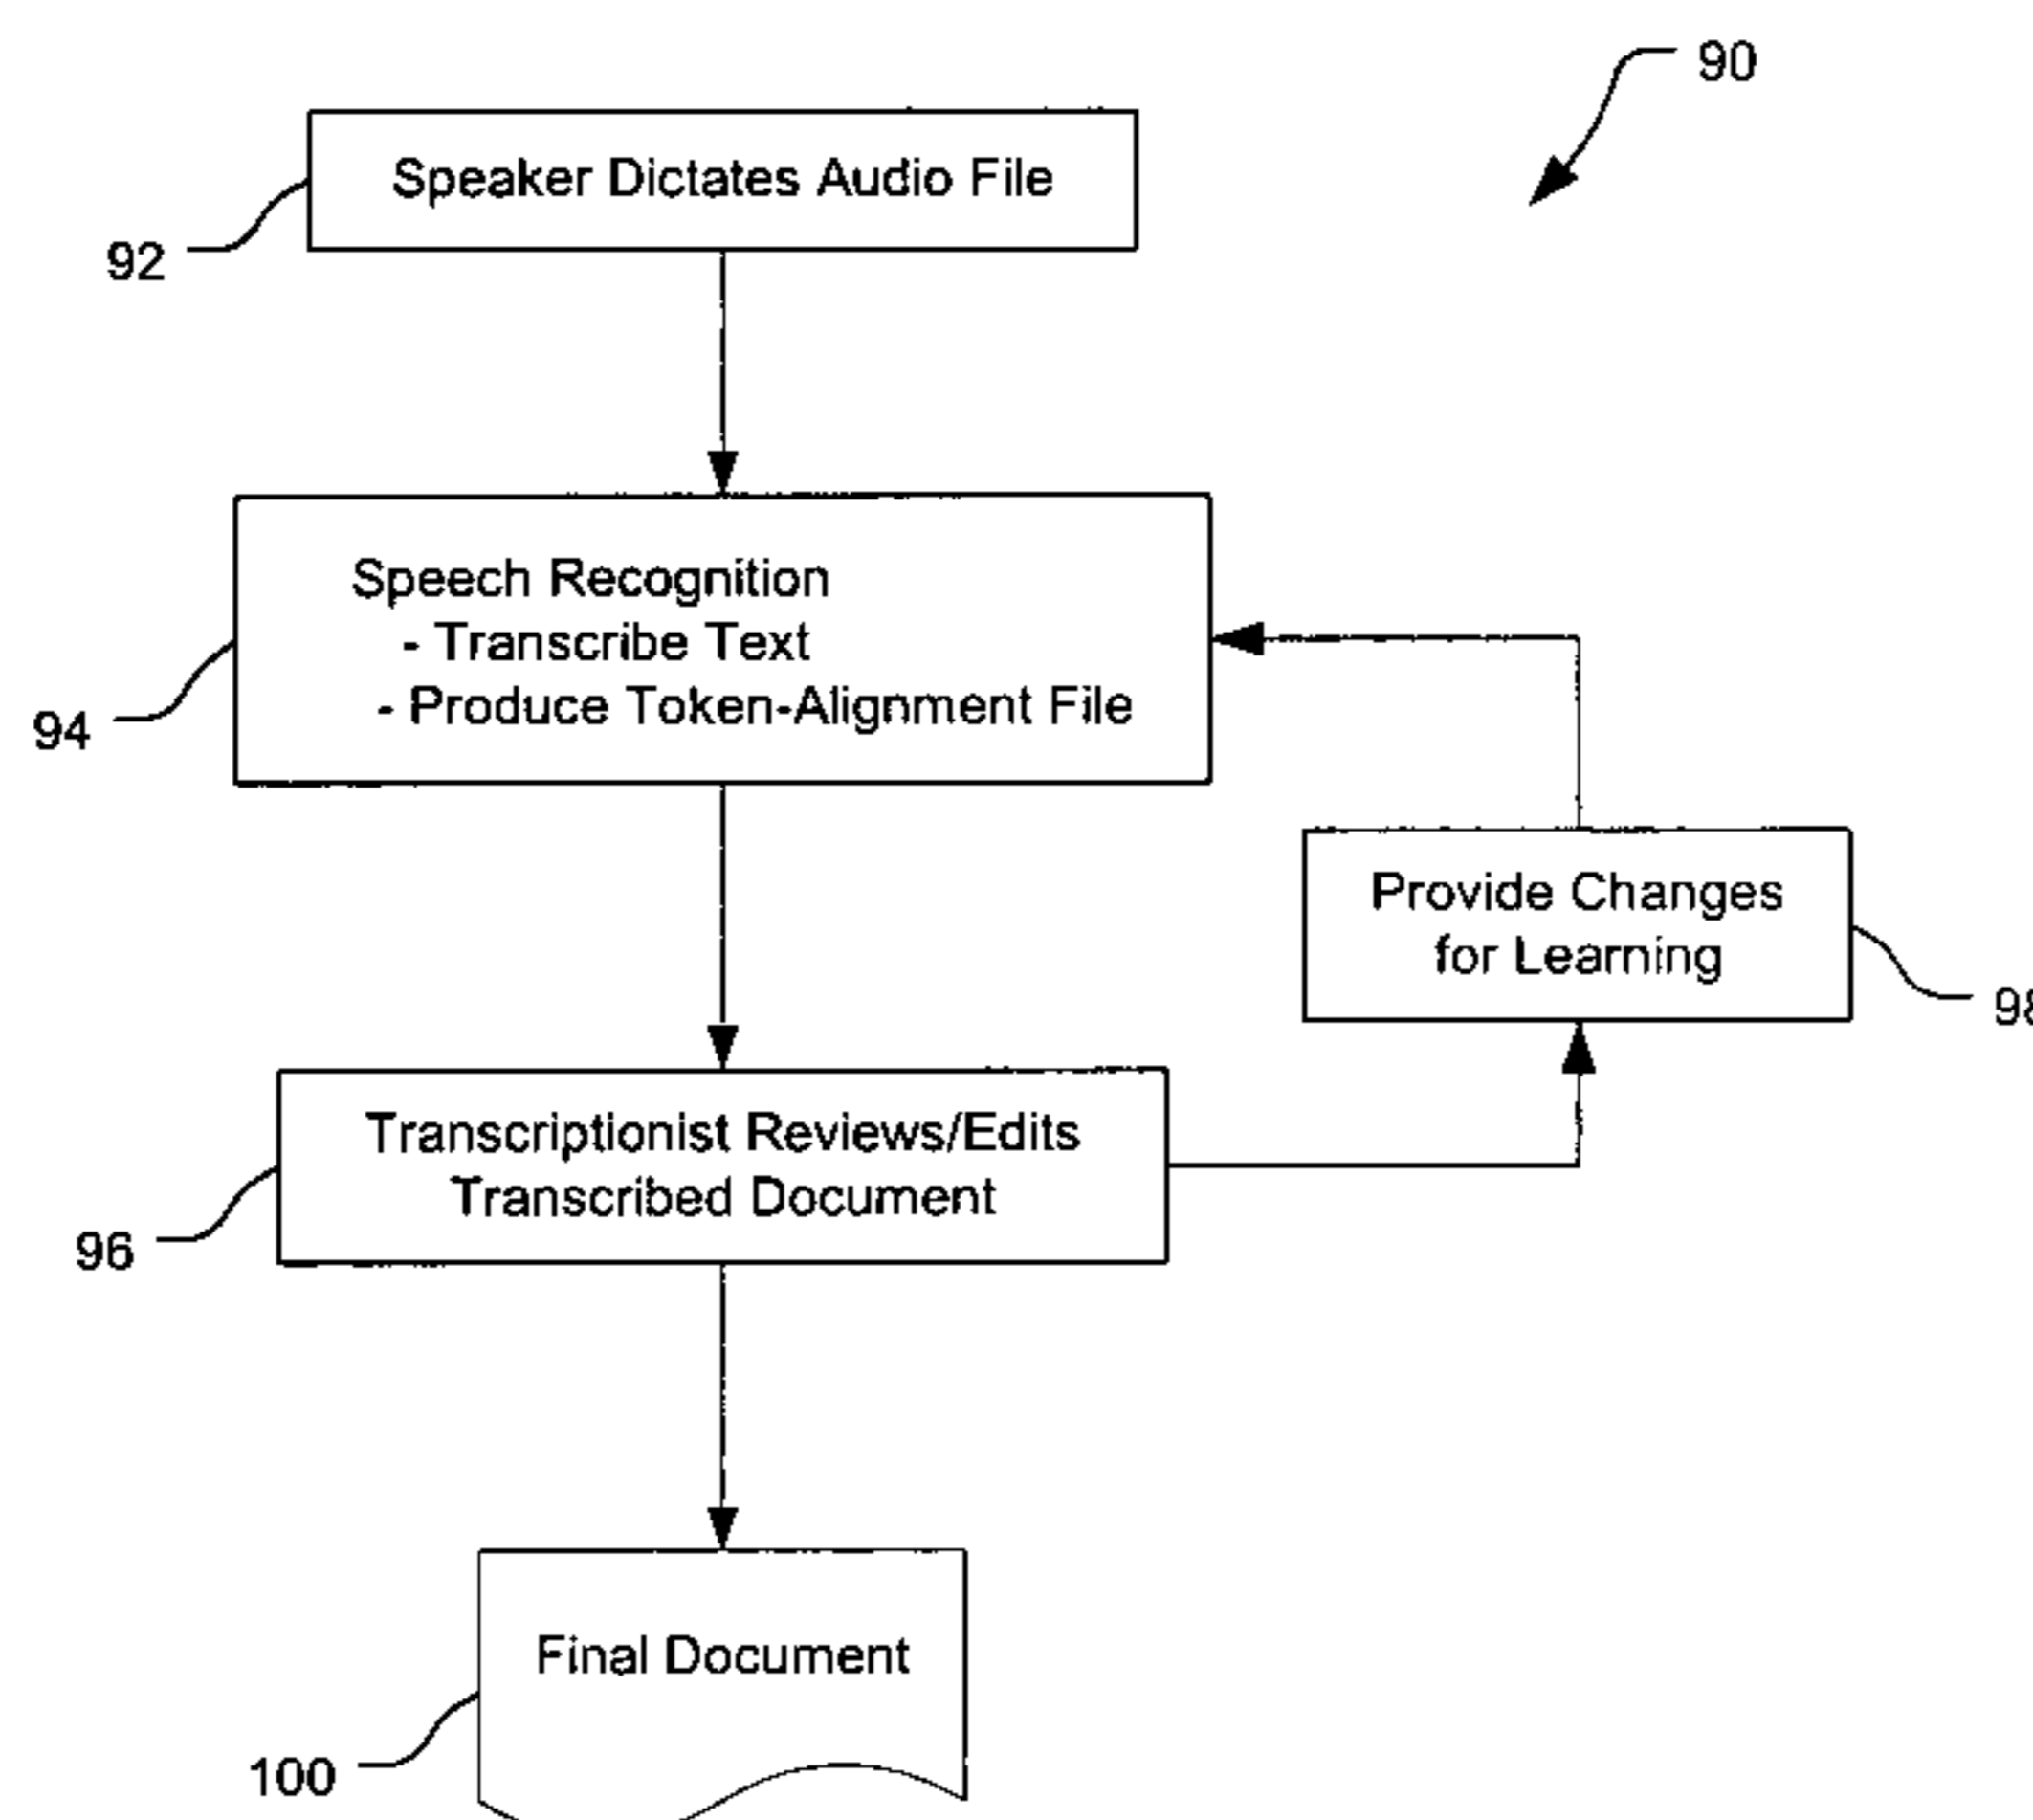 90
Speaker Dictates Audio File
92
Speech Recognition
- Transcribe Text
- Produce Token-Alignment File
94
Provide Changes
for Learning
98
Transcriptionist Reviews/Edits
Transcribed Document
96
Final Document
100